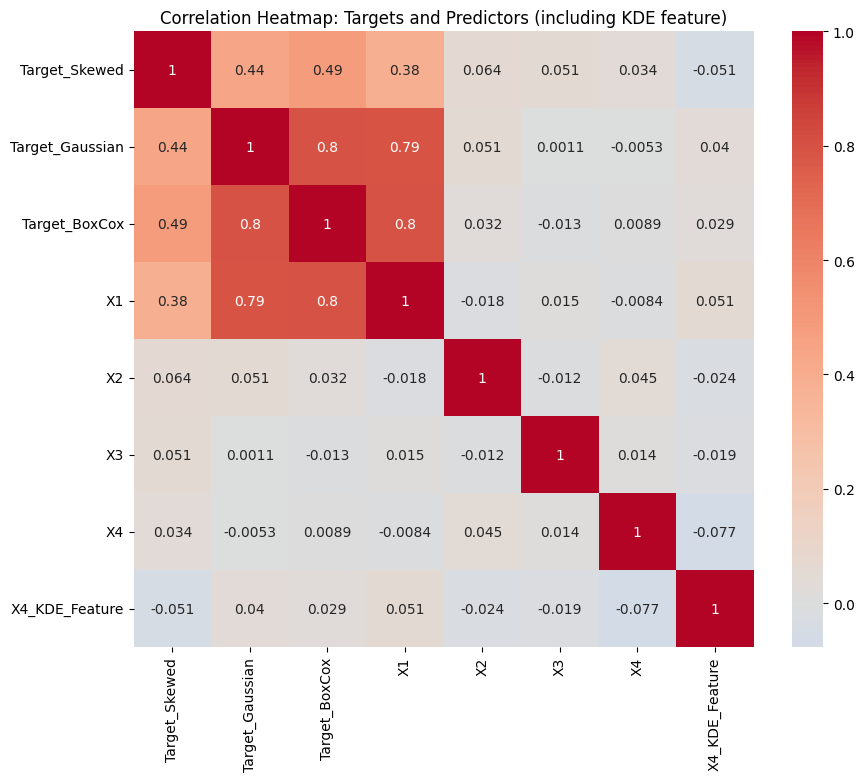 Correlation Heatmap: Targets and Predictors (including KDE feature)
Target_Skewed 1 0.44 0.49 0.38 0.064 0.051 0.034 -0.051
Target_Gaussian 0.44 1 0.8 0.79 0.051 0.0011 -0.0053 0.04
Target_BoxCox 0.49 0.8 1 0.8 0.032 -0.013 0.0089 0.029
X1 0.38 0.79 0.8 1 -0.018 0.015 -0.0084 0.051
X2 0.064 0.051 0.032 -0.018 1 -0.012 0.045 -0.024
X3 0.051 0.0011 -0.013 0.015 -0.012 1 0.014 -0.019
X4 0.034 -0.0053 0.0089 -0.0084 0.045 0.014 1 -0.077
X4_KDE_Feature -0.051 0.04 0.029 0.051 -0.024 -0.019 -0.077 1
Target_Skewed
Target_Gaussian
Target_BoxCox
X1
X2
X3
X4
X4_KDE_Feature
1.0
0.8
0.6
0.4
0.2
0.0